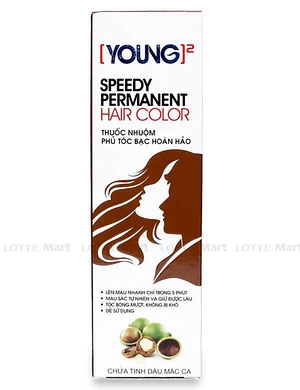 [YOUNG]²
SPEEDY
PERMANENT
HAIR COLOR
THUỐC NHUỘM
PHỦ TÓC BẠC HOÀN HẢO
LOTTE Mart LOTTE Mart LOTTE Mart
• LÊN MÀU NHANH CHỈ TRONG 5 PHÚT
• MÀU SẮC TỰ NHIÊN VÀ GIỮ ĐƯỢC LÂU
• TÓC BÓNG MƯỢT, KHÔNG BỊ KHÔ
• DỄ SỬ DỤNG
CHỨA TINH DẦU MẮC CA